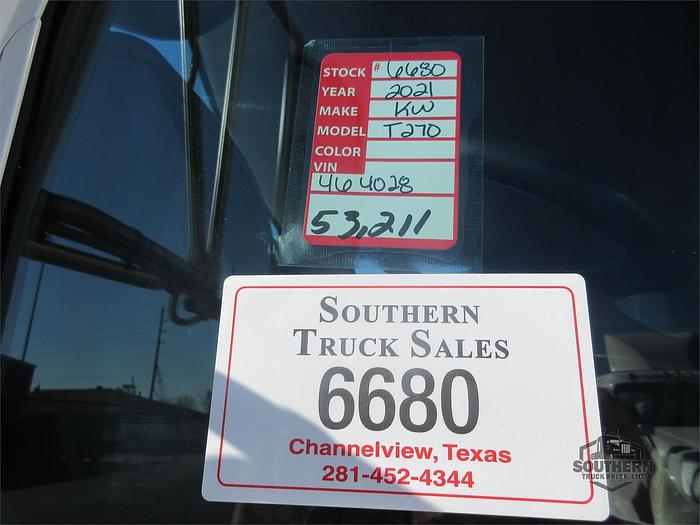 STOCK # 6680
YEAR 2021
MAKE KW
MODEL T270
COLOR
VIN
464028
53,211
SOUTHERN
TRUCK SALES
6680
Channelview, Texas
281-452-4344
SOUTHERN
TRUCK SALES, LTD